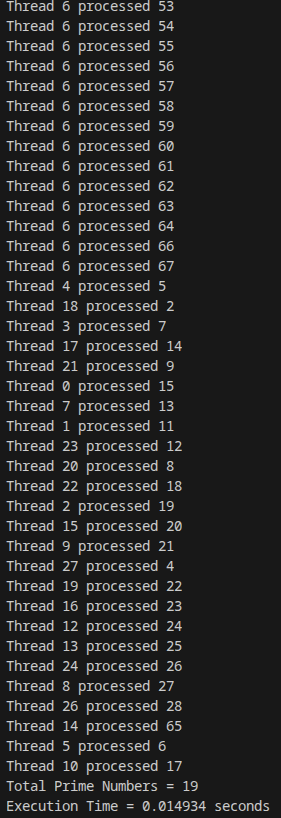 Thread 6 processed 53
Thread 6 processed 54
Thread 6 processed 55
Thread 6 processed 56
Thread 6 processed 57
Thread 6 processed 58
Thread 6 processed 59
Thread 6 processed 60
Thread 6 processed 61
Thread 6 processed 62
Thread 6 processed 63
Thread 6 processed 64
Thread 6 processed 66
Thread 6 processed 67
Thread 4 processed 5
Thread 18 processed 2
Thread 3 processed 7
Thread 17 processed 14
Thread 21 processed 9
Thread 0 processed 15
Thread 7 processed 13
Thread 1 processed 11
Thread 23 processed 12
Thread 20 processed 8
Thread 22 processed 18
Thread 2 processed 19
Thread 15 processed 20
Thread 9 processed 21
Thread 27 processed 4
Thread 19 processed 22
Thread 16 processed 23
Thread 12 processed 24
Thread 13 processed 25
Thread 24 processed 26
Thread 8 processed 27
Thread 26 processed 28
Thread 14 processed 65
Thread 5 processed 6
Thread 10 processed 17
Total Prime Numbers = 19
Execution Time = 0.014934 seconds